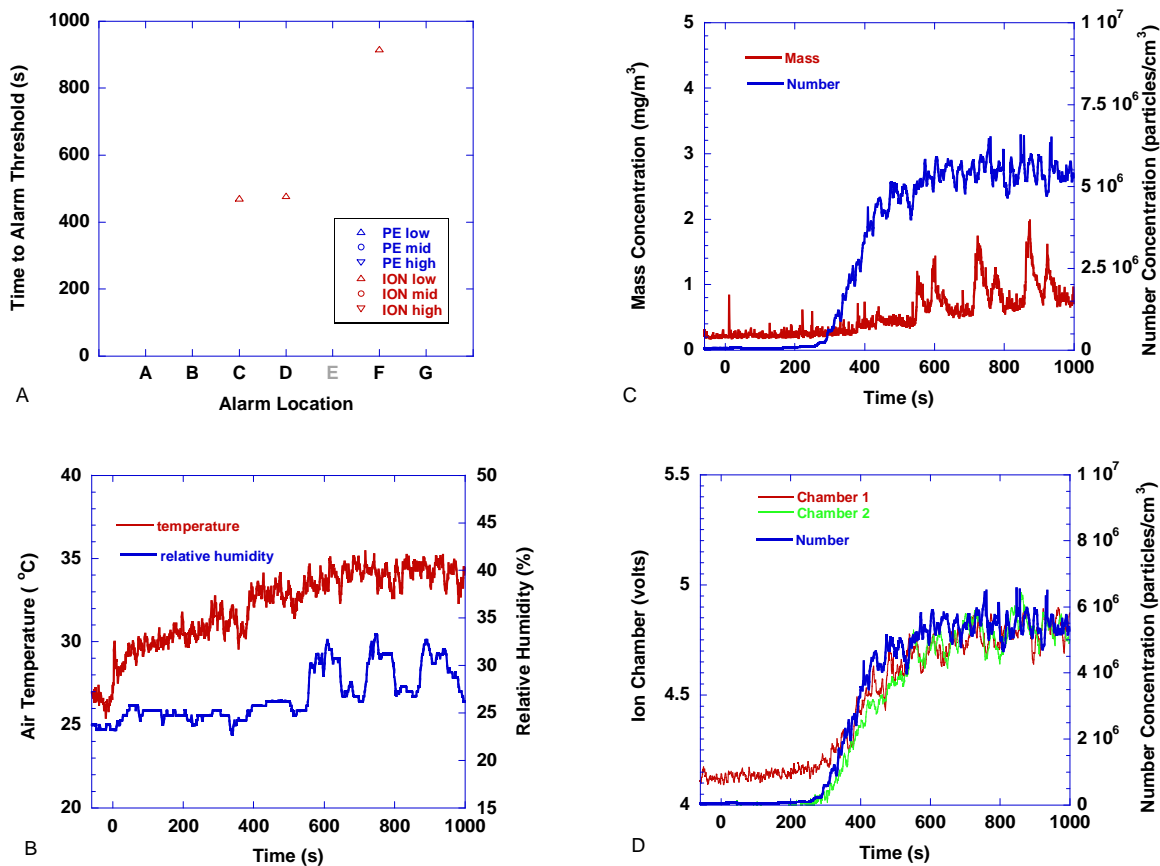 1000
800
600
400
200
0
Time to Alarm Threshold (s)
PE low
PE mid
PE high
ION low
ION mid
ION high
A B C D E F G
Alarm Location
A
5
4
3
2
1
0
Mass Concentration (mg/m³)
Mass
Number
1 10⁷
7.5 10⁶
5 10⁶
2.5 10⁶
0
Number Concentration (particles/cm³)
0 200 400 600 800 1000
Time (s)
C
40
35
30
25
20
Air Temperature ( °C)
temperature
relative humidity
50
45
40
35
30
25
20
15
Relative Humidity (%)
0 200 400 600 800 1000
Time (s)
B
5.5
5
4.5
4
Ion Chamber (volts)
Chamber 1
Chamber 2
Number
1 10⁷
8 10⁶
6 10⁶
4 10⁶
2 10⁶
0
Number Concentration (particles/cm³)
0 200 400 600 800 1000
Time (s)
D